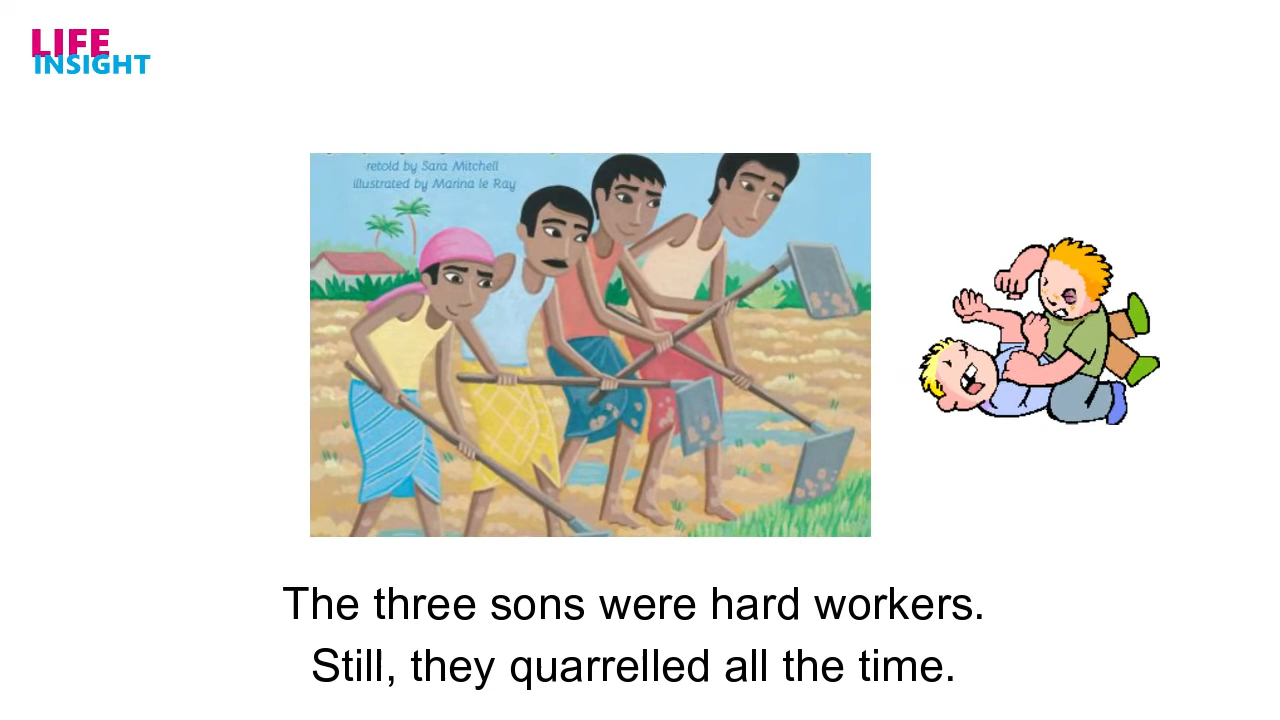 LIFE
INSIGHT
retold by Sara Mitchell
illustrated by Marina le Ray
The three sons were hard workers.
Still, they quarrelled all the time.